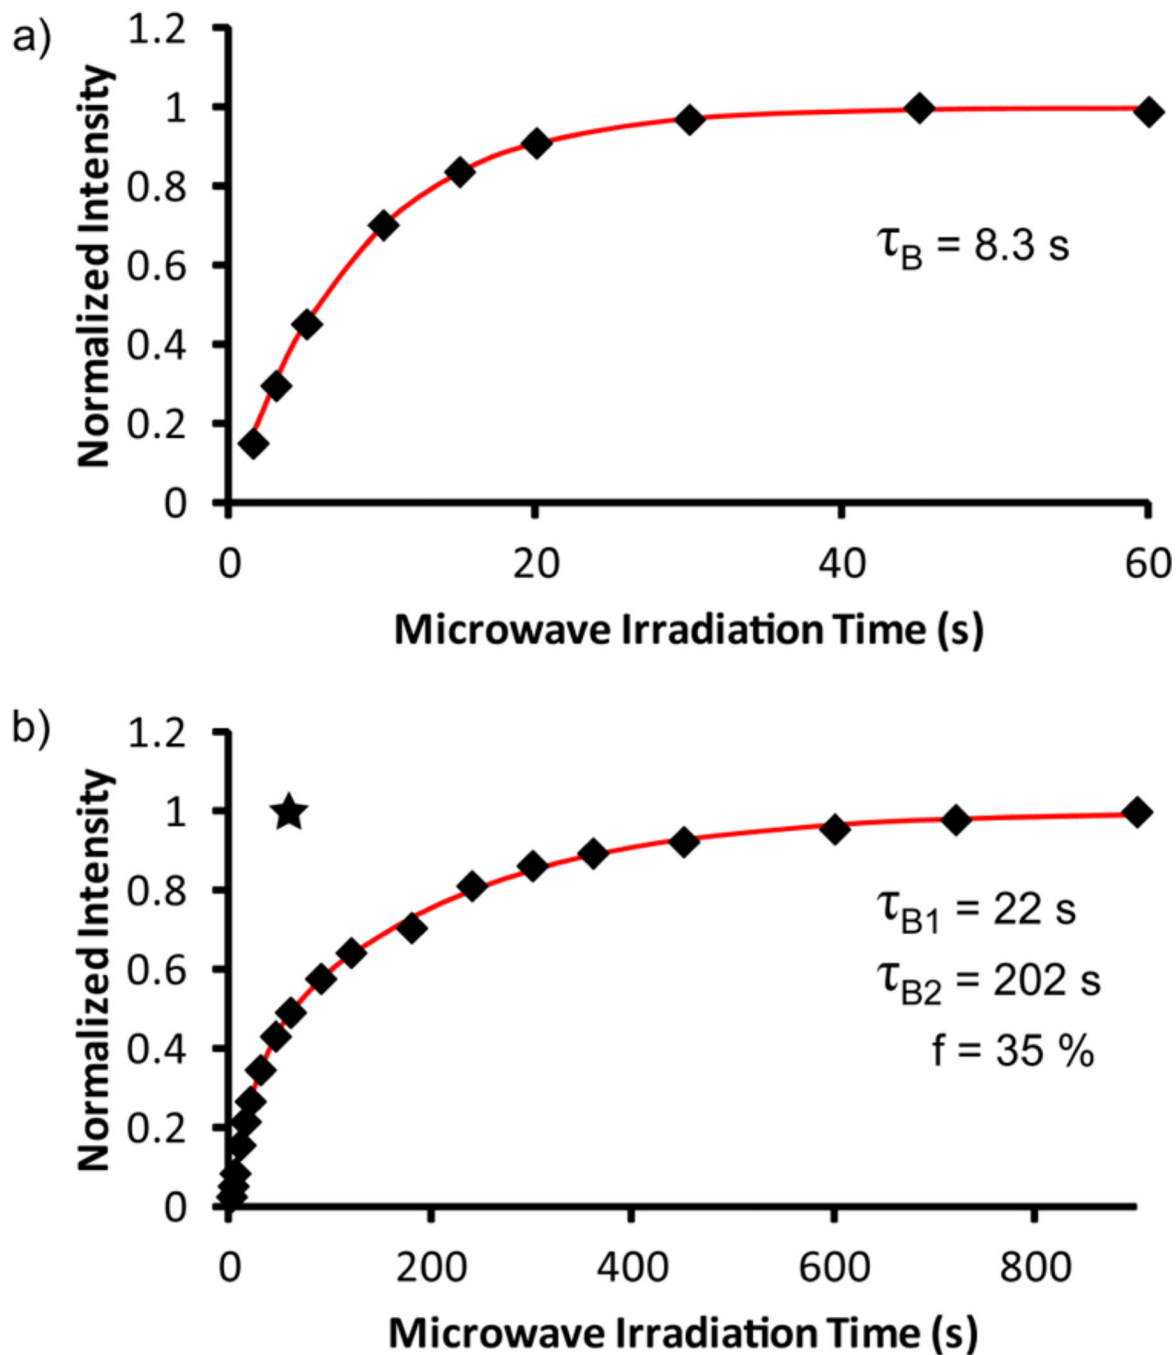 a)
Normalized Intensity
1.2
1
0.8
0.6
0.4
0.2
0
τB = 8.3 s
0 20 40 60
Microwave Irradiation Time (s)
b)
Normalized Intensity
1.2
1
0.8
0.6
0.4
0.2
0
τB1 = 22 s
τB2 = 202 s
f = 35 %
0 200 400 600 800
Microwave Irradiation Time (s)